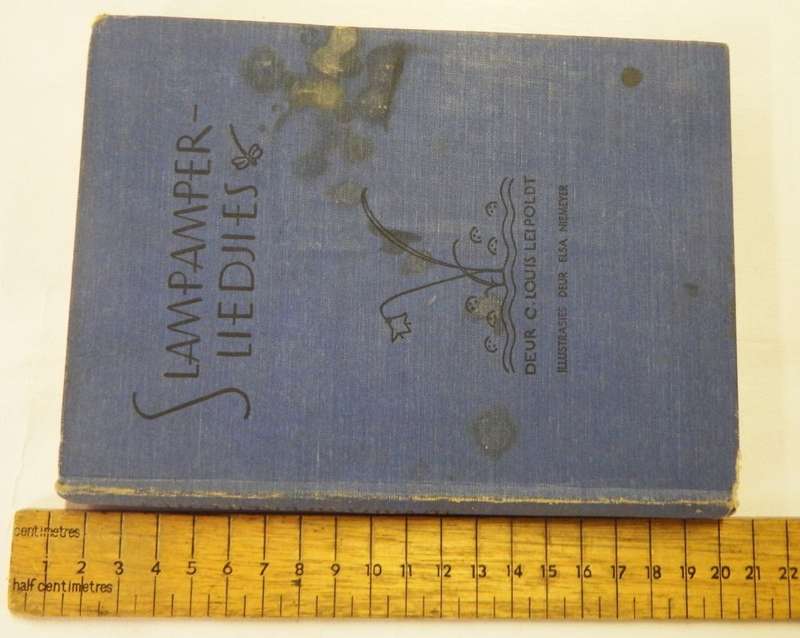 SLAMPAMPER-
LIEDJIES
DEUR C. LOUIS LEIPOLDT
ILLUSTRASIES DEUR ELSA NIEMEYER
centimetres
1 2 3 4 5 6 7 8 9 10 11 12 13 14 15 16 17 18 19 20 21 22
half centimetres